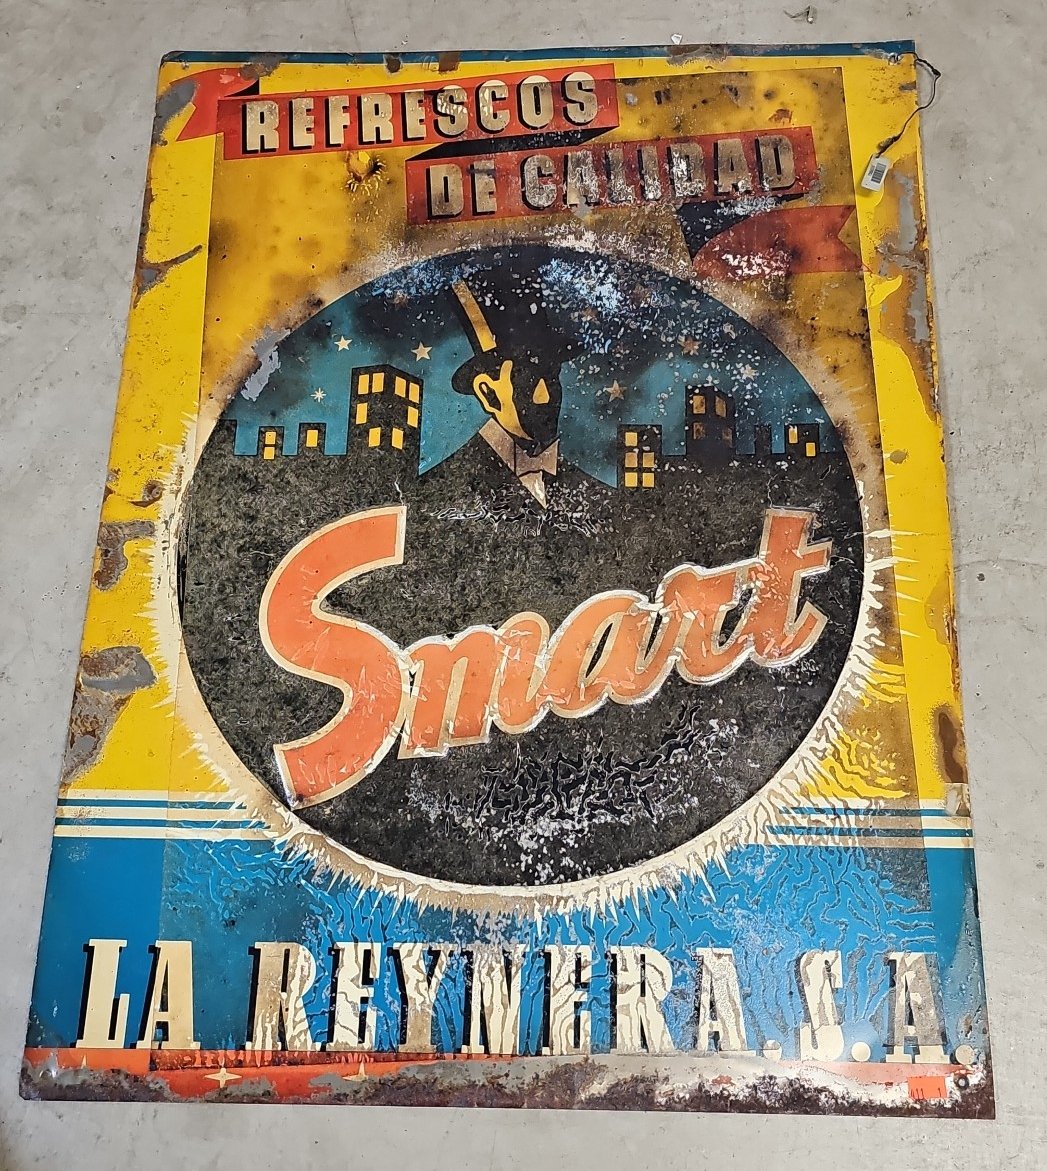 REFRESCOS
DE CALIDAD
Smart
LA REYNERA.S.A.